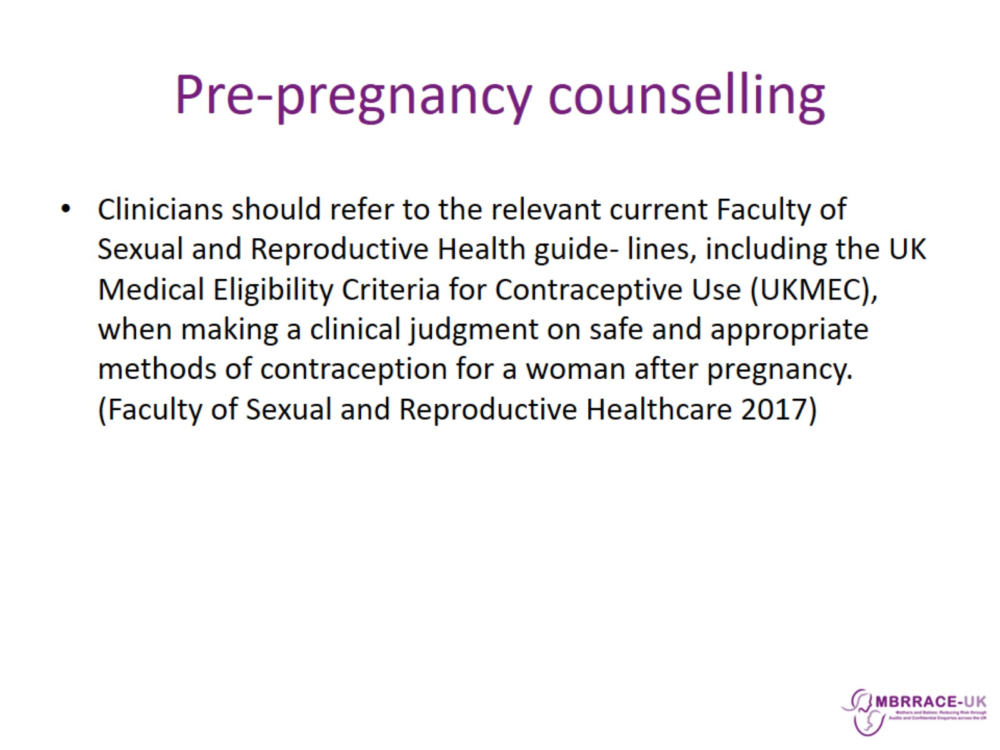 Pre-pregnancy counselling
• Clinicians should refer to the relevant current Faculty of
Sexual and Reproductive Health guide- lines, including the UK
Medical Eligibility Criteria for Contraceptive Use (UKMEC),
when making a clinical judgment on safe and appropriate
methods of contraception for a woman after pregnancy.
(Faculty of Sexual and Reproductive Healthcare 2017)
MBRRACE-UK
Mothers and Babies: Reducing Risk through
Audits and Confidential Enquiries across the UK